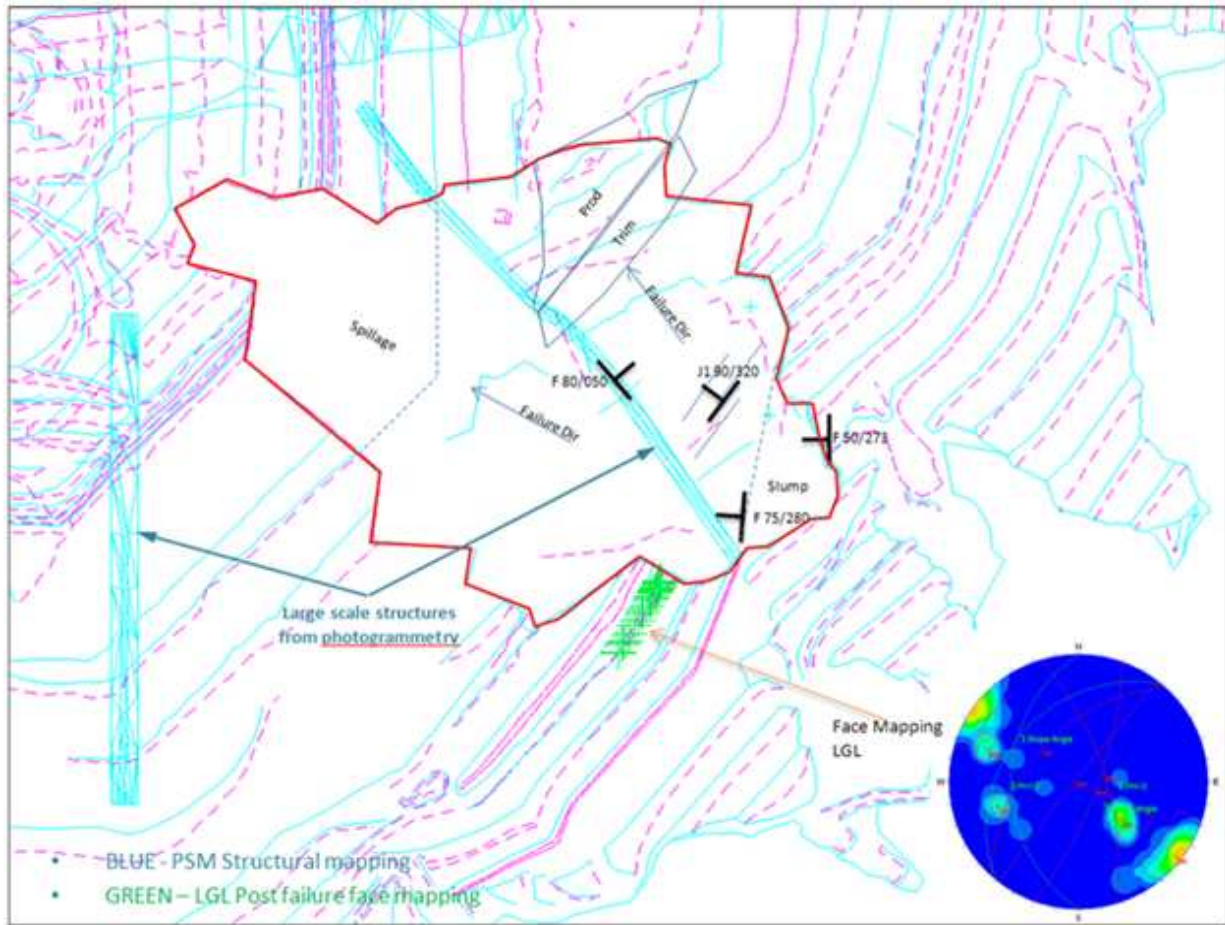 Prod
Trim
Failure Dir
Spillage
F 80/050
J1 90/320
Failure Dir
F 50/271
Slump
F 75/280
Large scale structures
from photogrammetry
Face Mapping
LGL
N
E
S
• BLUE - PSM Structural mapping
• GREEN – LGL Post failure face mapping